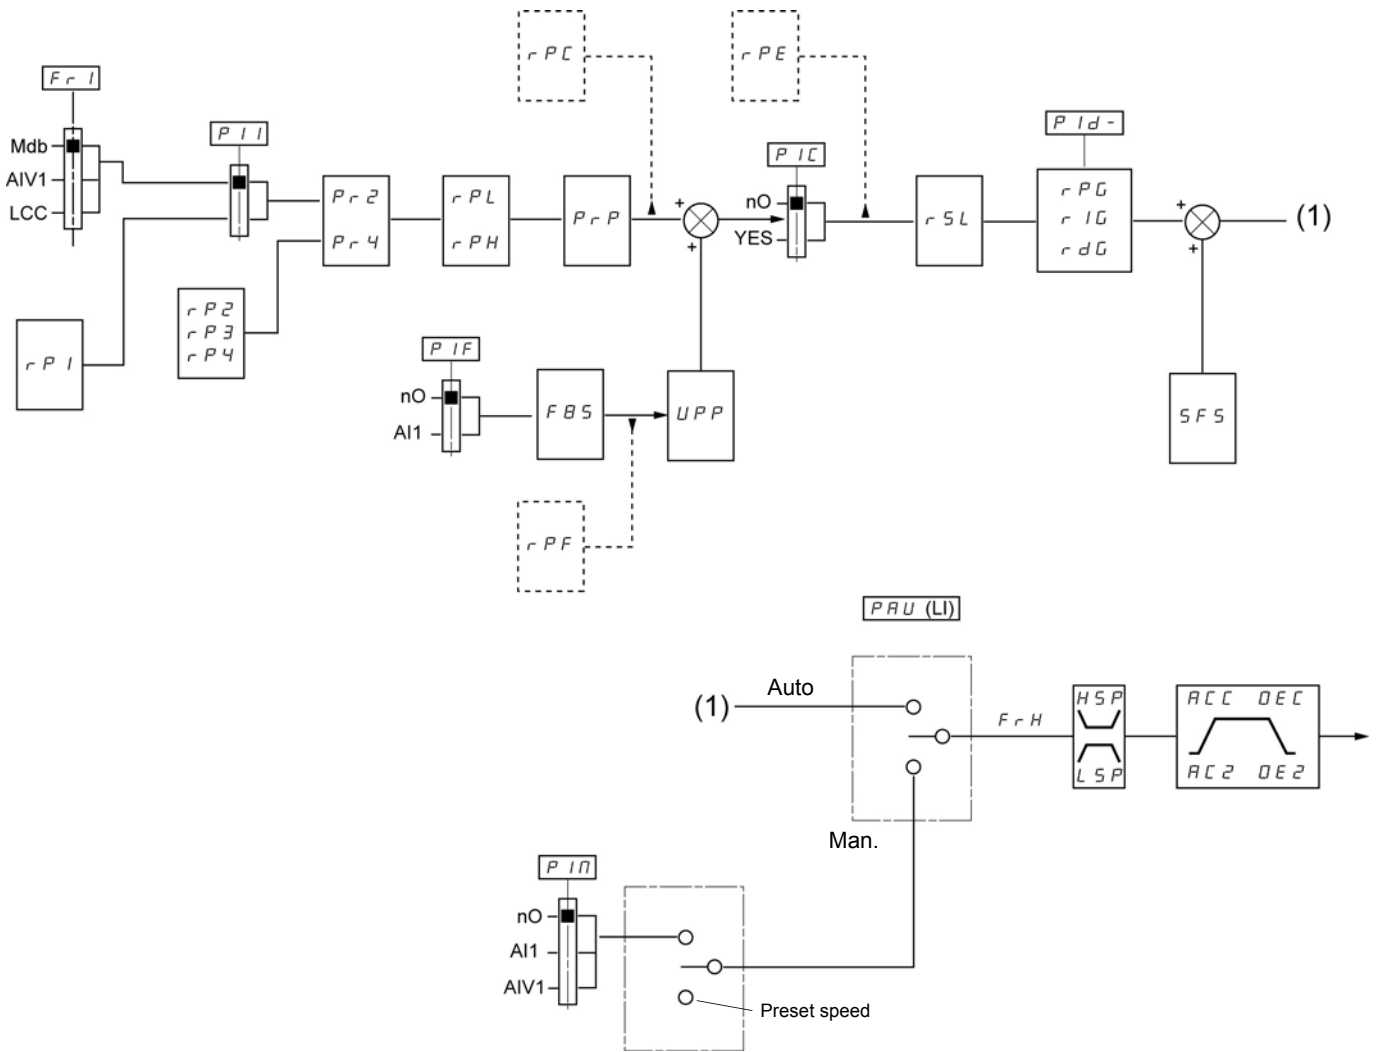 rPC
rPE
Fr1
PId-
PI1
PIC
Mdb
AIV1
LCC
nO
YES
Pr2
Pr4
rPL
rPH
PrP
+
+
rSL
rPG
rIG
rdG
+
+
(1)
rP1
rP2
rP3
rP4
PIF
nO
AI1
FBS
UPP
SFS
rPF
PAU (LI)
(1)
Auto
FrH
HSP
LSP
ACC DEC
AC2 DE2
Man.
PIM
nO
AI1
AIV1
Preset speed